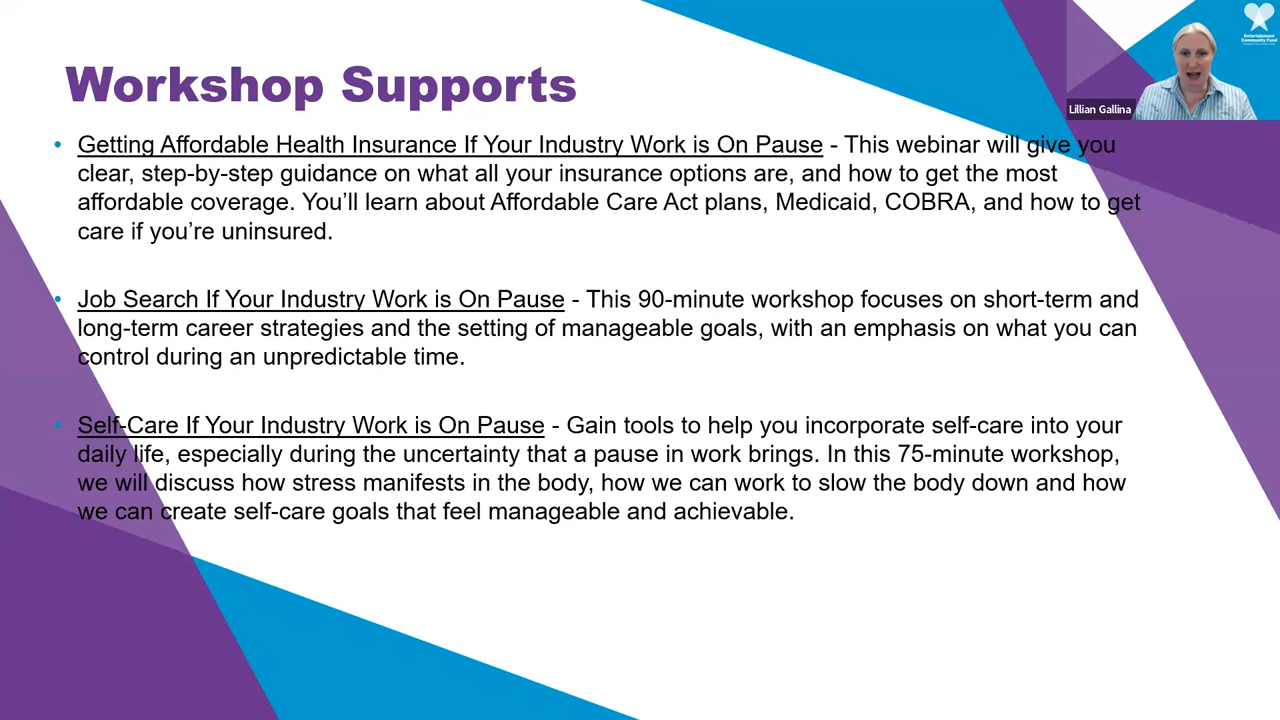 Workshop Supports
Lillian Gallina
Entertainment
Community Fund
• Getting Affordable Health Insurance If Your Industry Work is On Pause - This webinar will give you
clear, step-by-step guidance on what all your insurance options are, and how to get the most
affordable coverage. You’ll learn about Affordable Care Act plans, Medicaid, COBRA, and how to get
care if you’re uninsured.
• Job Search If Your Industry Work is On Pause - This 90-minute workshop focuses on short-term and
long-term career strategies and the setting of manageable goals, with an emphasis on what you can
control during an unpredictable time.
• Self-Care If Your Industry Work is On Pause - Gain tools to help you incorporate self-care into your
daily life, especially during the uncertainty that a pause in work brings. In this 75-minute workshop,
we will discuss how stress manifests in the body, how we can work to slow the body down and how
we can create self-care goals that feel manageable and achievable.